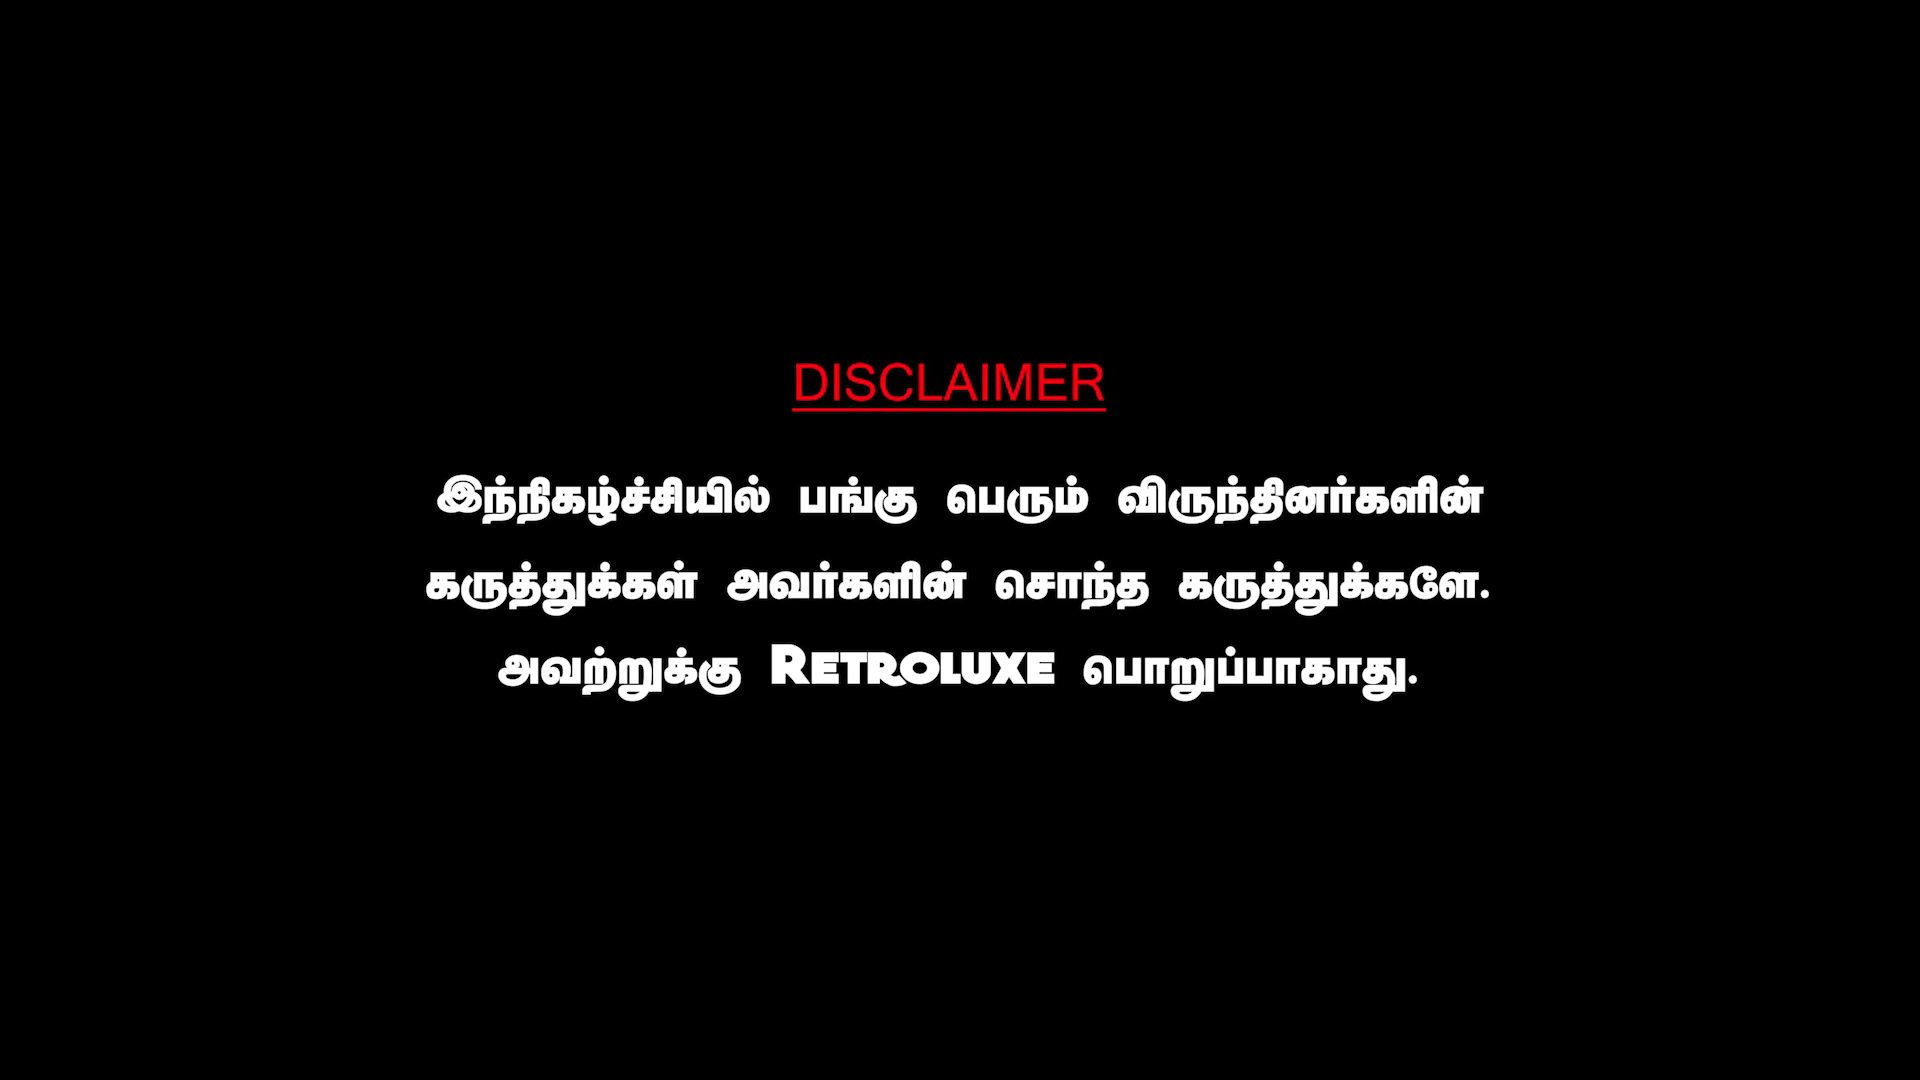 DISCLAIMER
இந்நிகழ்ச்சியில் பங்கு பெரும் விருந்தினர்களின்
கருத்துக்கள் அவர்களின் சொந்த கருத்துக்களே.
அவற்றுக்கு RETROLUXE பொறுப்பாகாது.